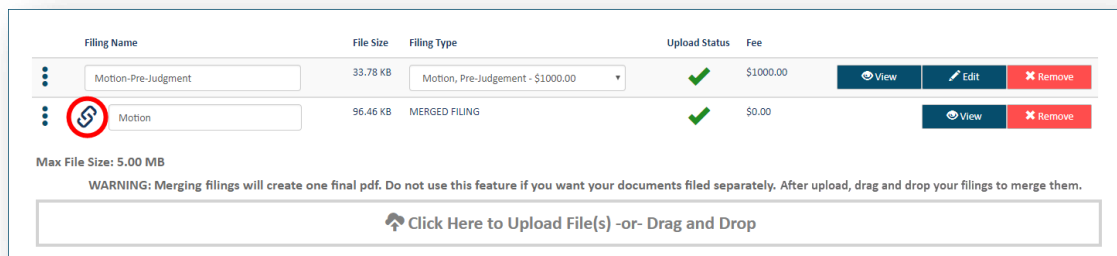 Filing Name File Size Filing Type Upload Status Fee
Motion-Pre-Judgment 33.78 KB Motion, Pre-Judgement - $1000.00 $1000.00 View Edit Remove
Motion 96.46 KB MERGED FILING $0.00 View Remove
Max File Size: 5.00 MB
WARNING: Merging filings will create one final pdf. Do not use this feature if you want your documents filed separately. After upload, drag and drop your filings to merge them.
Click Here to Upload File(s) -or- Drag and Drop